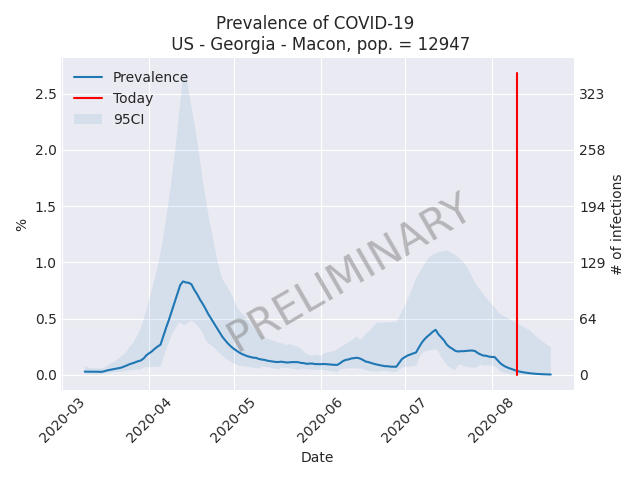 Prevalence of COVID-19
US - Georgia - Macon, pop. = 12947
Prevalence
Today
95CI
PRELIMINARY
%
2.5
2.0
1.5
1.0
0.5
0.0
323
258
194
129
64
0
# of infections
2020-03
2020-04
2020-05
2020-06
2020-07
2020-08
Date